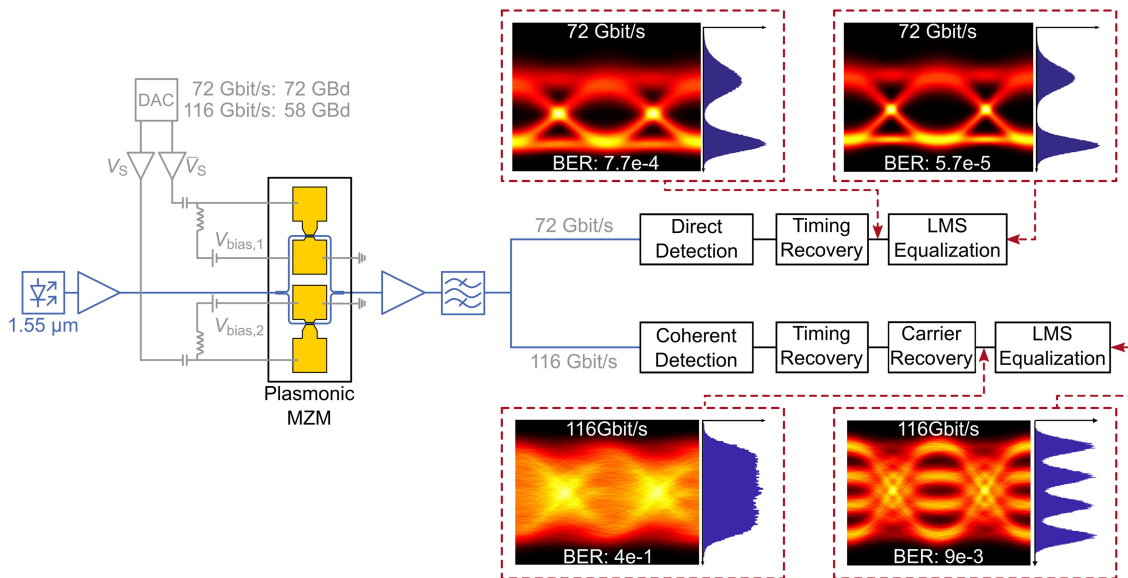 72 Gbit/s
BER: 7.7e-4
72 Gbit/s
BER: 5.7e-5
DAC
72 Gbit/s: 72 GBd
116 Gbit/s: 58 GBd
VS
V̅S
Vbias,1
Vbias,2
1.55 µm
Plasmonic
MZM
72 Gbit/s
Direct
Detection
Timing
Recovery
LMS
Equalization
116 Gbit/s
Coherent
Detection
Timing
Recovery
Carrier
Recovery
LMS
Equalization
116Gbit/s
BER: 4e-1
116Gbit/s
BER: 9e-3